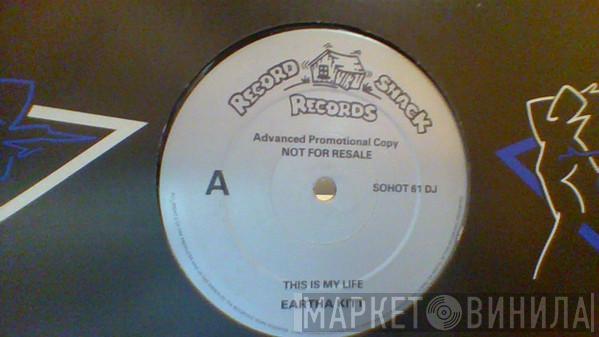 RECORD SHACK
RECORDS
Advanced Promotional Copy
NOT FOR RESALE
A
SOHOT 61 DJ
THIS IS MY LIFE
EARTHA KITT
МАРКЕТ ВИНИЛА